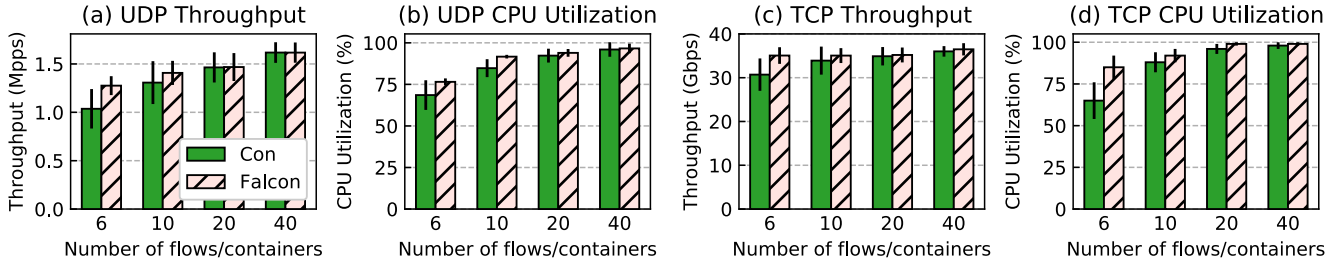 (a) UDP Throughput
Throughput (Mpps)
1.5
1.0
0.5
0.0
Con
Falcon
6 10 20 40
Number of flows/containers
(b) UDP CPU Utilization
CPU Utilization (%)
100
75
50
25
6 10 20 40
Number of flows/containers
(c) TCP Throughput
Throughput (Gbps)
40
30
20
10
0
6 10 20 40
Number of flows/containers
(d) TCP CPU Utilization
CPU Utilization (%)
100
75
50
25
6 10 20 40
Number of flows/containers